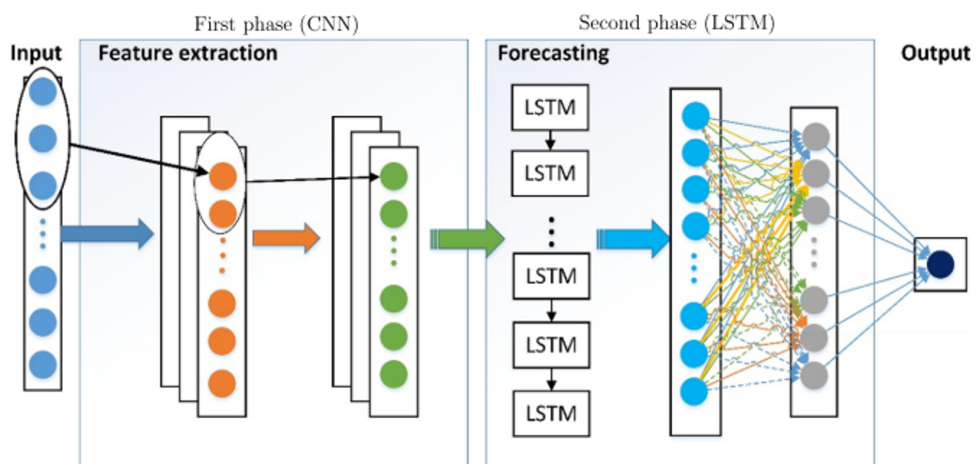 First phase (CNN)
Second phase (LSTM)
Input
Feature extraction
Forecasting
Output
LSTM
LSTM
LSTM
LSTM
LSTM